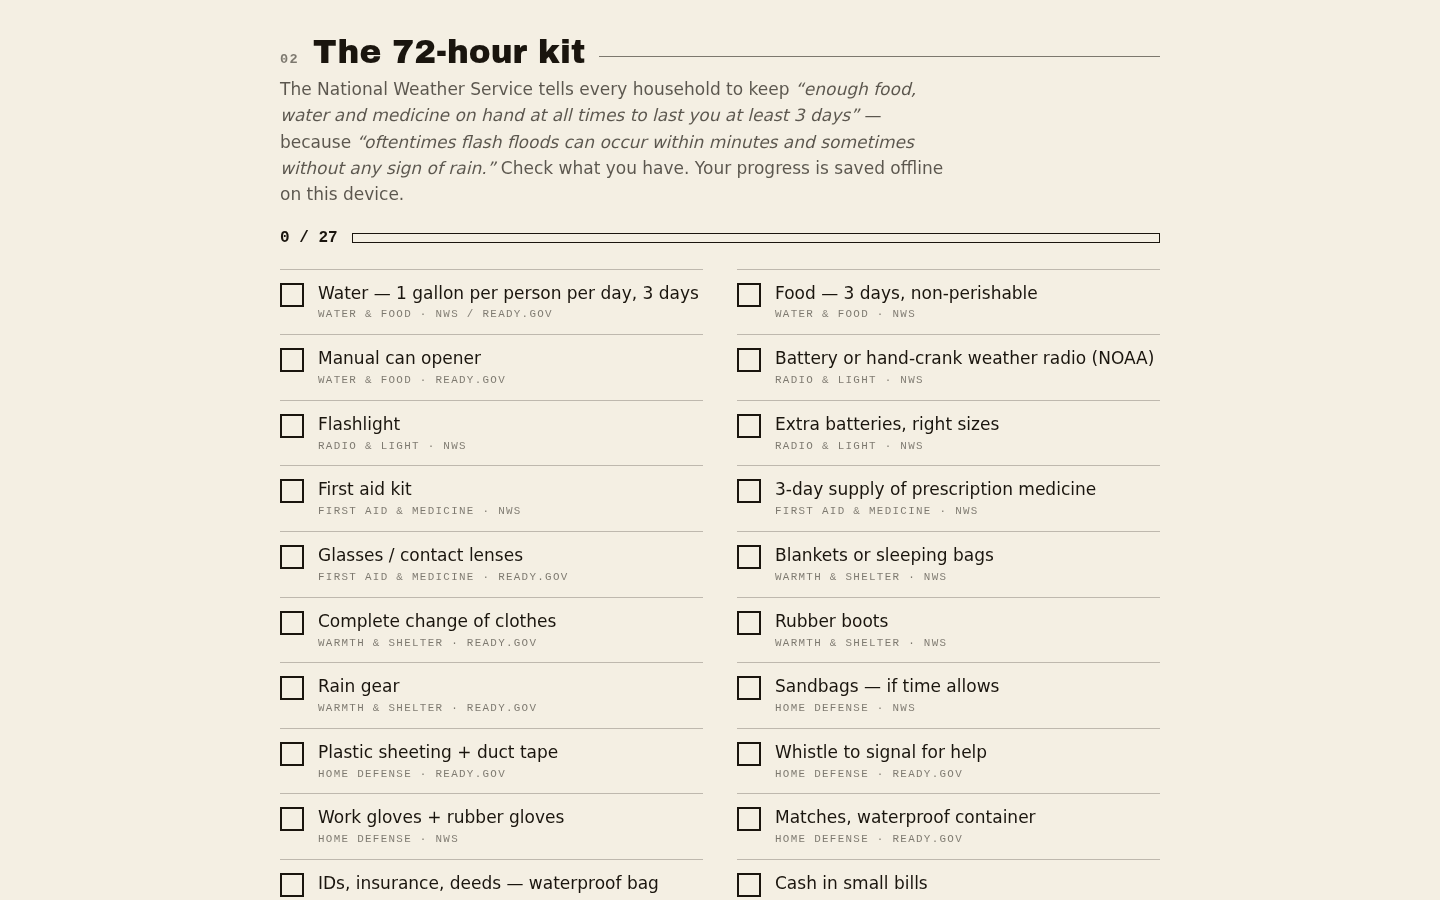 02 The 72-hour kit
The National Weather Service tells every household to keep “enough food,
water and medicine on hand at all times to last you at least 3 days” —
because “oftentimes flash floods can occur within minutes and sometimes
without any sign of rain.” Check what you have. Your progress is saved offline
on this device.
0 / 27
Water — 1 gallon per person per day, 3 days
WATER & FOOD · NWS / READY.GOV
Food — 3 days, non-perishable
WATER & FOOD · NWS
Manual can opener
WATER & FOOD · READY.GOV
Battery or hand-crank weather radio (NOAA)
RADIO & LIGHT · NWS
Flashlight
RADIO & LIGHT · NWS
Extra batteries, right sizes
RADIO & LIGHT · NWS
First aid kit
FIRST AID & MEDICINE · NWS
3-day supply of prescription medicine
FIRST AID & MEDICINE · NWS
Glasses / contact lenses
FIRST AID & MEDICINE · READY.GOV
Blankets or sleeping bags
WARMTH & SHELTER · NWS
Complete change of clothes
WARMTH & SHELTER · READY.GOV
Rubber boots
WARMTH & SHELTER · NWS
Rain gear
WARMTH & SHELTER · READY.GOV
Sandbags — if time allows
HOME DEFENSE · NWS
Plastic sheeting + duct tape
HOME DEFENSE · READY.GOV
Whistle to signal for help
HOME DEFENSE · READY.GOV
Work gloves + rubber gloves
HOME DEFENSE · NWS
Matches, waterproof container
HOME DEFENSE · READY.GOV
IDs, insurance, deeds — waterproof bag
Cash in small bills